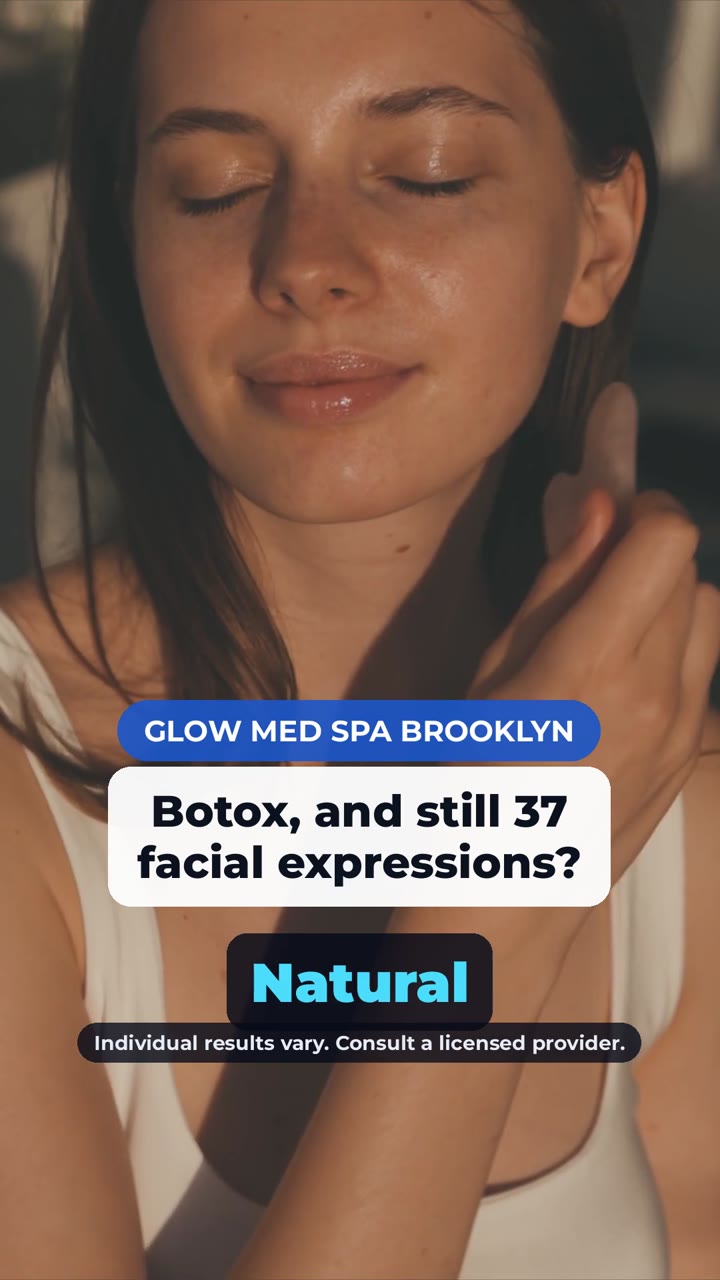 GLOW MED SPA BROOKLYN
Botox, and still 37
facial expressions?
Natural
Individual results vary. Consult a licensed provider.